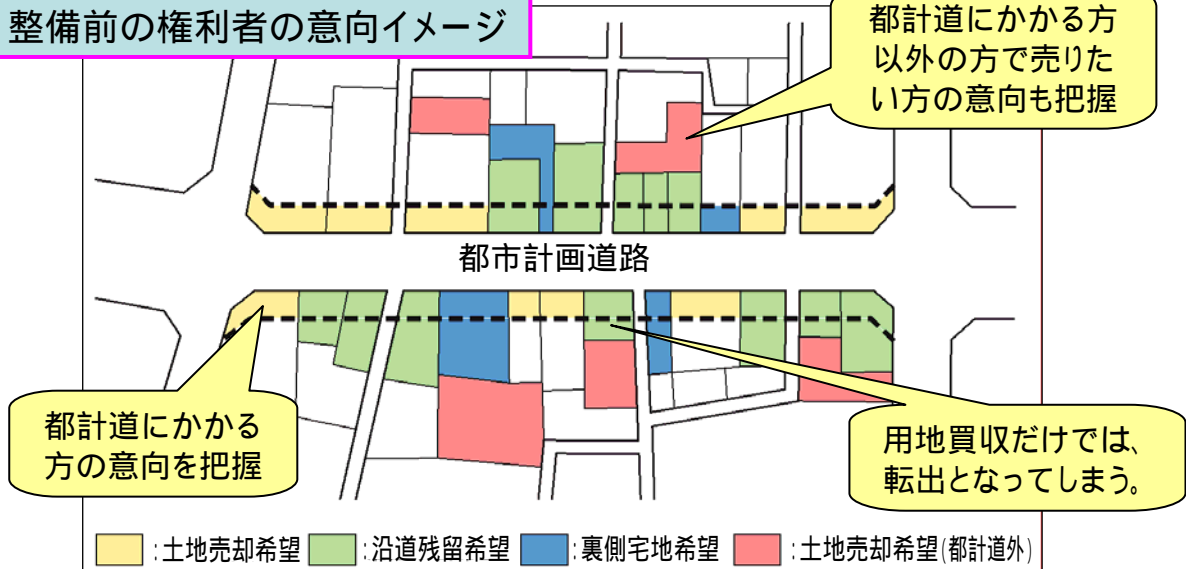 整備前の権利者の意向イメージ
都計道にかかる方
以外の方で売りた
い方の意向も把握
都市計画道路
都計道にかかる
方の意向を把握
用地買収だけでは、
転出となってしまう。
:土地売却希望 :沿道残留希望 :裏側宅地希望 :土地売却希望(都計道外)